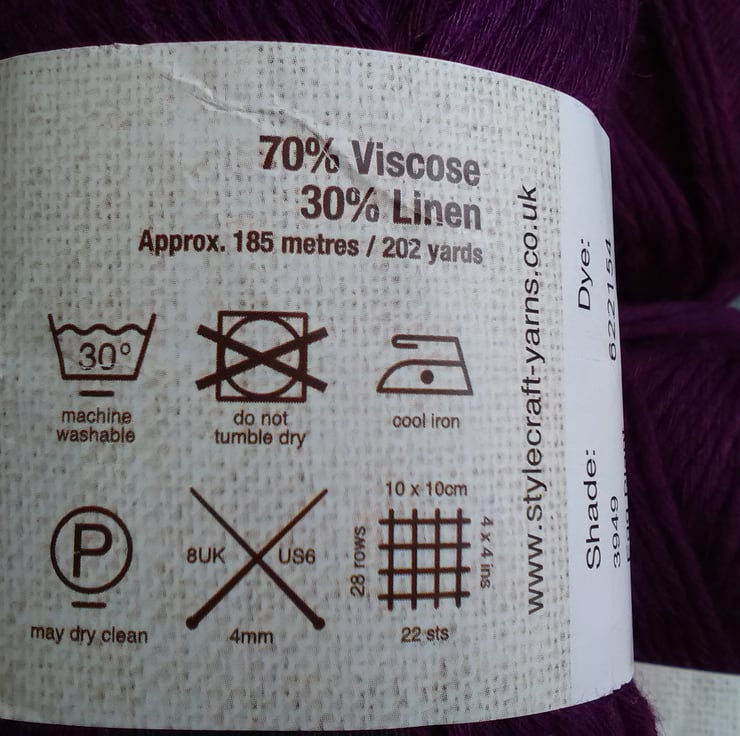 70% Viscose
30% Linen
Approx. 185 metres / 202 yards
30°
machine
washable
do not
tumble dry
cool iron
P
may dry clean
8UK
US6
4mm
10 x 10cm
28 rows
4 x 4 ins
22 sts
www.stylecraft-yarns.co.uk
Dye:
622154
Shade:
3949